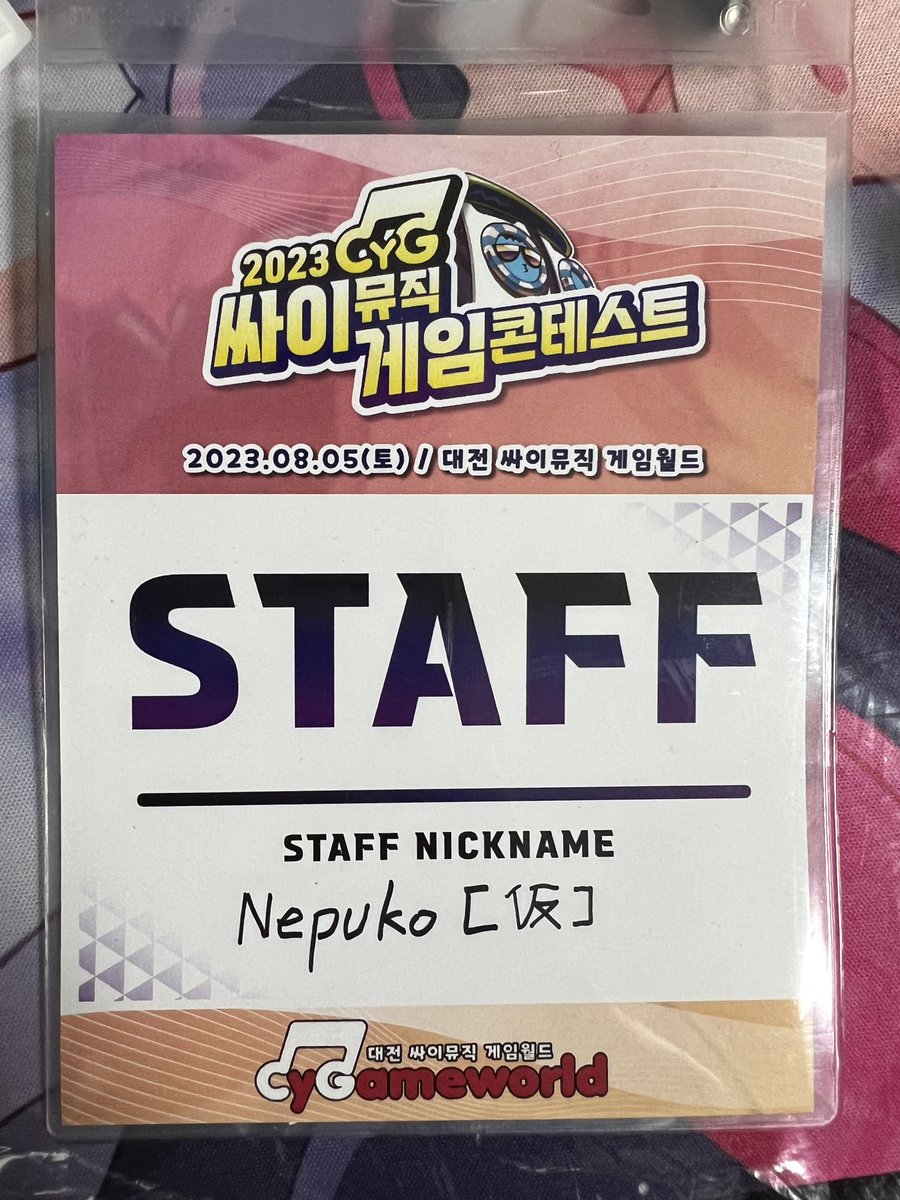 2023 CyG
싸이뮤직
게임콘테스트
2023.08.05(토) / 대전 싸이뮤직 게임월드
STAFF
STAFF NICKNAME
Nepuko [仮]
대전 싸이뮤직 게임월드
CyGameworld